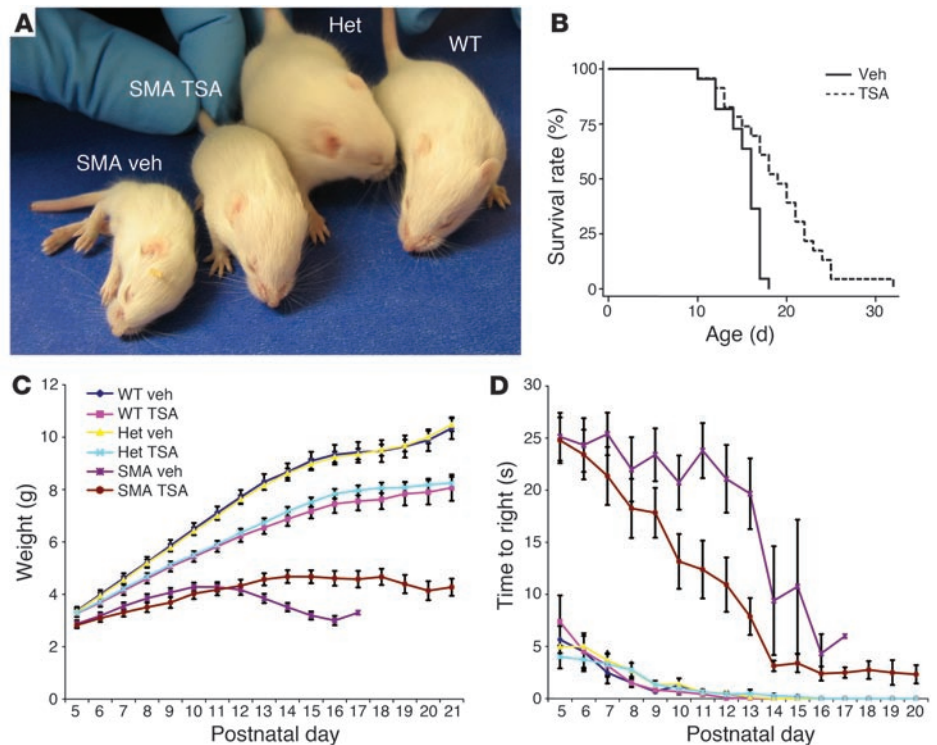 A
Het
WT
SMA TSA
SMA veh
B
100
75
50
25
0
Survival rate (%)
Veh
TSA
0 10 20 30
Age (d)
C
12
10
8
6
4
2
0
Weight (g)
WT veh
WT TSA
Het veh
Het TSA
SMA veh
SMA TSA
5 6 7 8 9 10 11 12 13 14 15 16 17 18 19 20 21
Postnatal day
D
30
25
20
15
10
5
0
Time to right (s)
5 6 7 8 9 10 11 12 13 14 15 16 17 18 19 20
Postnatal day